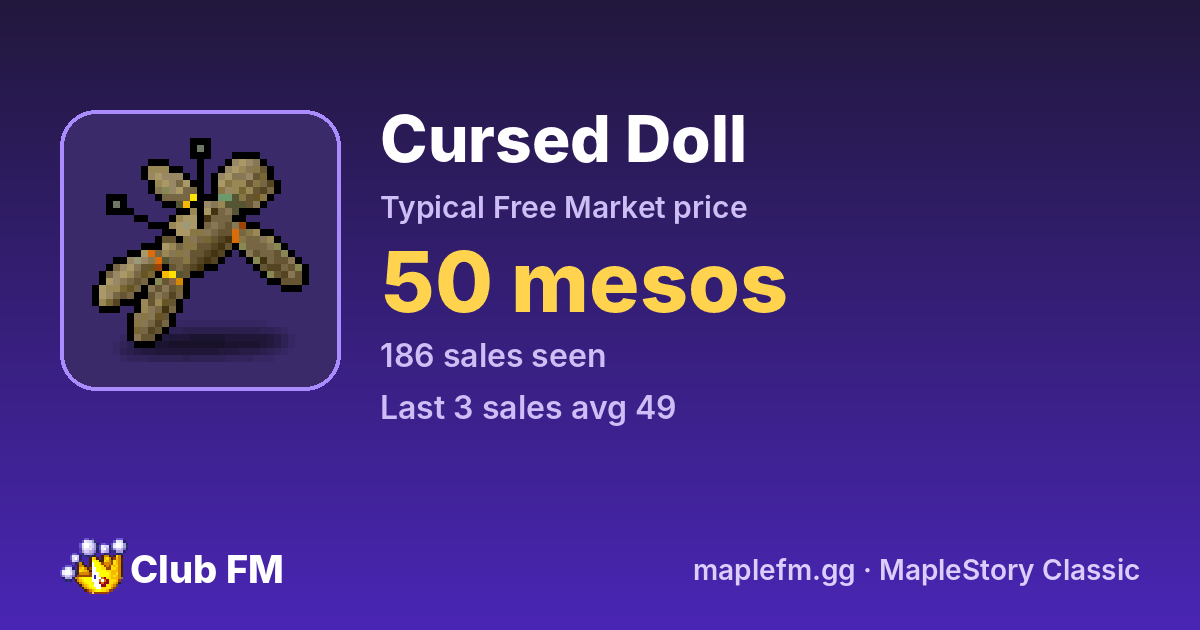 Cursed Doll
Typical Free Market price
50 mesos
186 sales seen
Last 3 sales avg 49
Club FM
maplefm.gg · MapleStory Classic